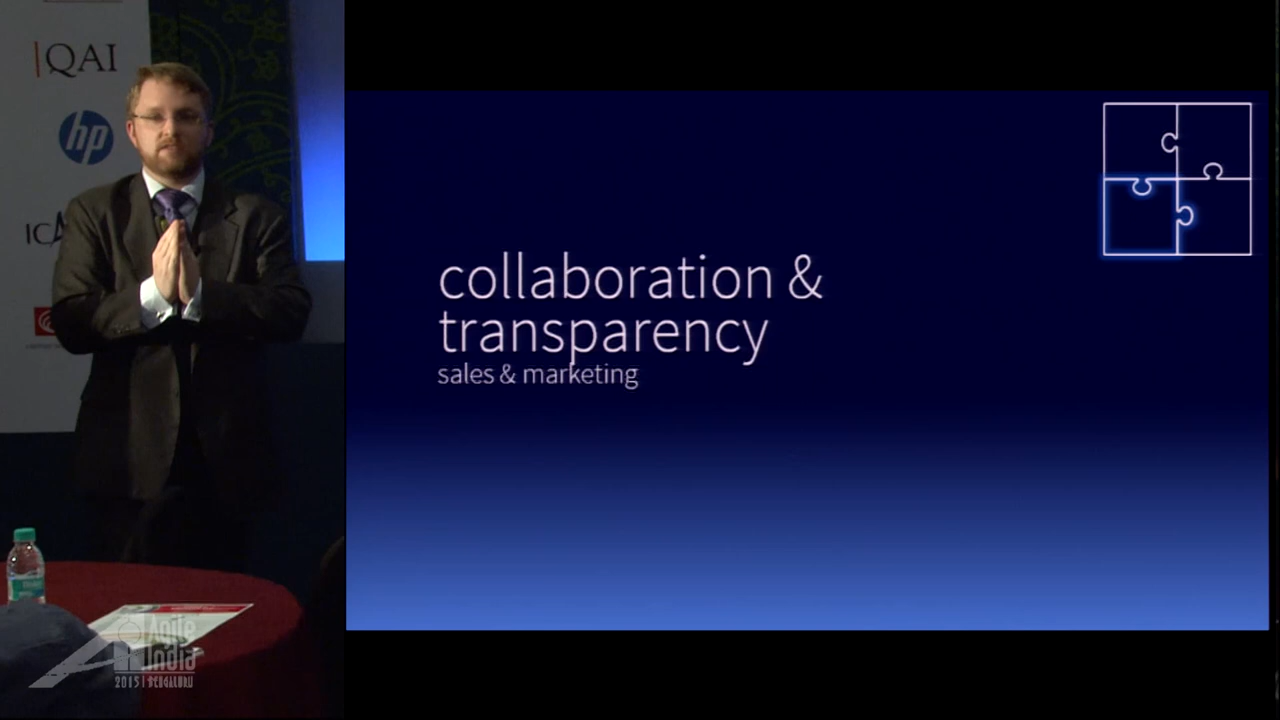 QAI
hp
collaboration &
transparency
sales & marketing
Agile
India
2015 | BENGALURU